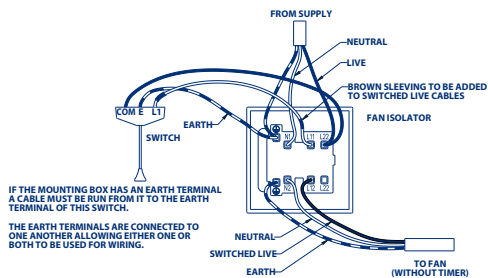 FROM SUPPLY
NEUTRAL
LIVE
BROWN SLEEVING TO BE ADDED
TO SWITCHED LIVE CABLES
FAN ISOLATOR
COM E L1
EARTH
SWITCH
N1 L11 L22
N2 L12 L22
IF THE MOUNTING BOX HAS AN EARTH TERMINAL
A CABLE MUST BE RUN FROM IT TO THE EARTH
TERMINAL OF THIS SWITCH.
THE EARTH TERMINALS ARE CONNECTED TO
ONE ANOTHER ALLOWING EITHER ONE OR
BOTH TO BE USED FOR WIRING.
NEUTRAL
SWITCHED LIVE
EARTH
TO FAN
(WITHOUT TIMER)